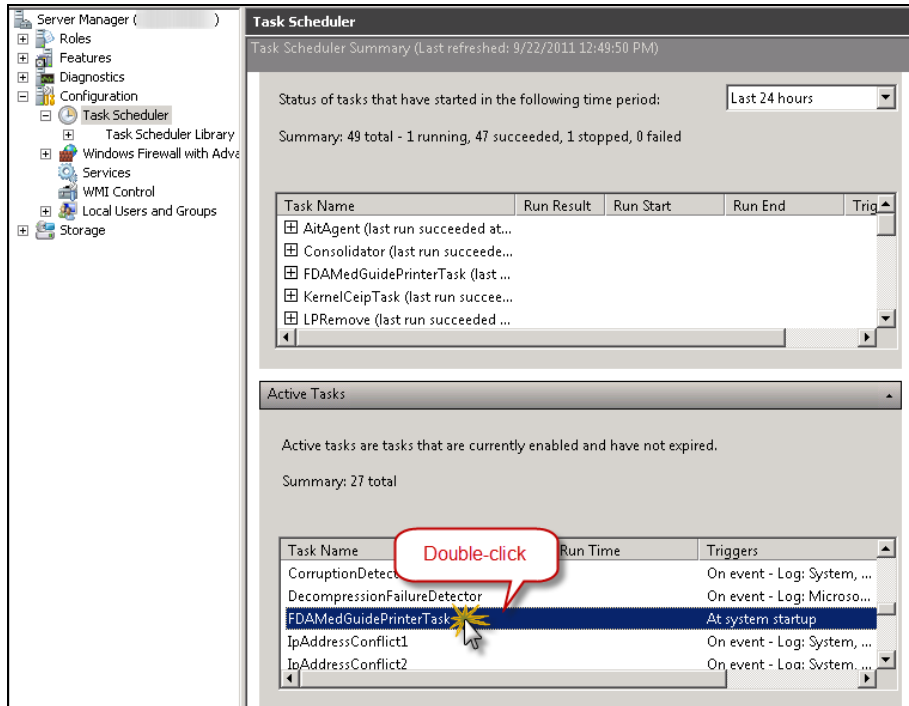 Server Manager (          )
Roles
Features
Diagnostics
Configuration
Task Scheduler
Task Scheduler Library
Windows Firewall with Adva
Services
WMI Control
Local Users and Groups
Storage
Task Scheduler
Task Scheduler Summary (Last refreshed: 9/22/2011 12:49:50 PM)
Status of tasks that have started in the following time period: Last 24 hours
Summary: 49 total - 1 running, 47 succeeded, 1 stopped, 0 failed
Task Name Run Result Run Start Run End Trig
AitAgent (last run succeeded at...
Consolidator (last run succeede...
FDAMedGuidePrinterTask (last ...
KernelCeipTask (last run succee...
LPRemove (last run succeeded ...
Active Tasks
Active tasks are tasks that are currently enabled and have not expired.
Summary: 27 total
Task Name Run Time Triggers
Double-click
CorruptionDetec On event - Log: System, ...
DecompressionFailureDetector On event - Log: Microso...
FDAMedGuidePrinterTask At system startup
IpAddressConflict1 On event - Log: System, ...
IpAddressConflict2 On event - Log: System, ...